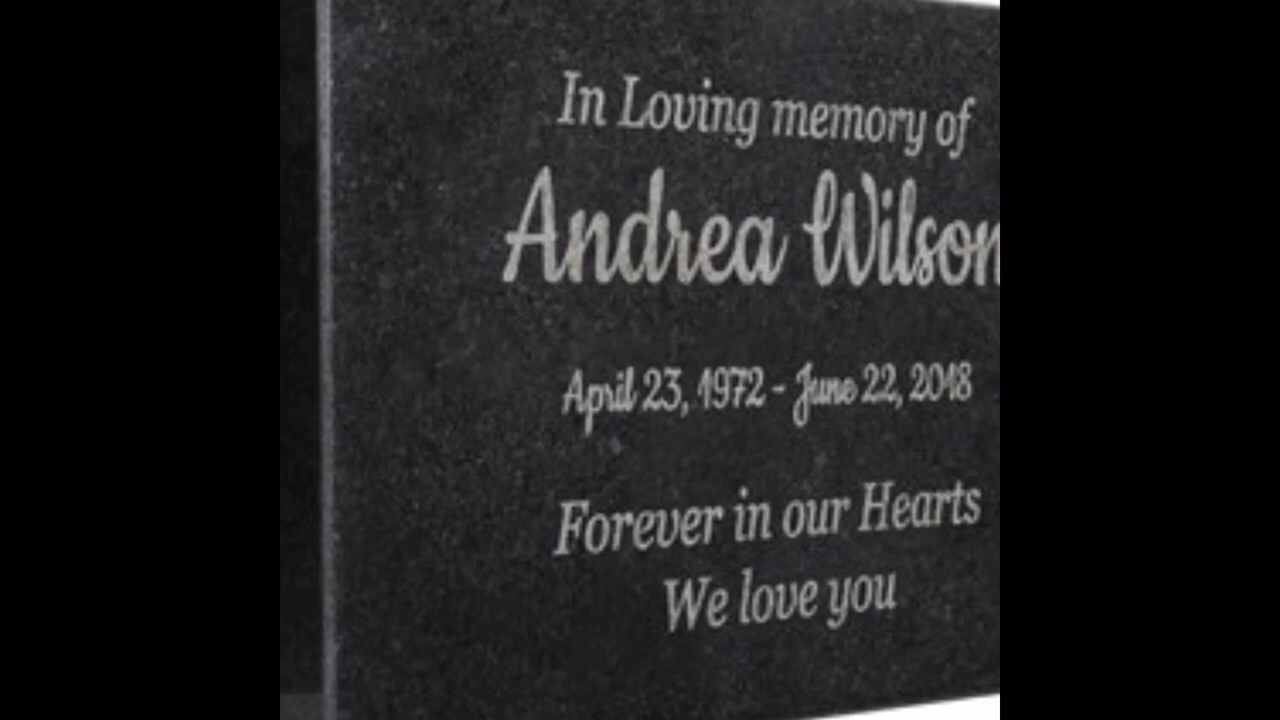 In Loving memory of
Andrea Wilson
April 23, 1972 - June 22, 2018
Forever in our Hearts
We love you